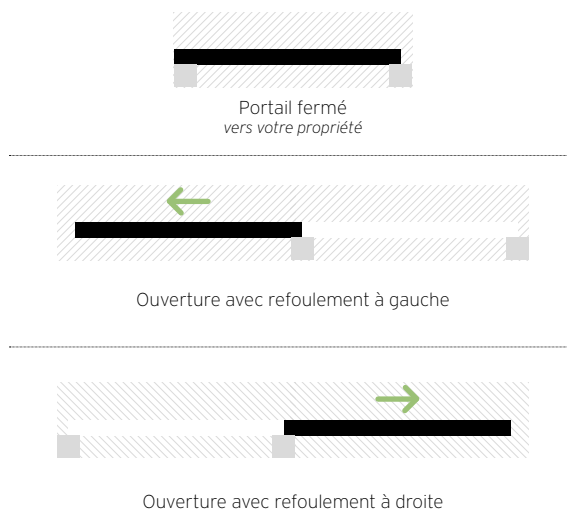 Portail fermé
vers votre propriété
Ouverture avec refoulement à gauche
Ouverture avec refoulement à droite